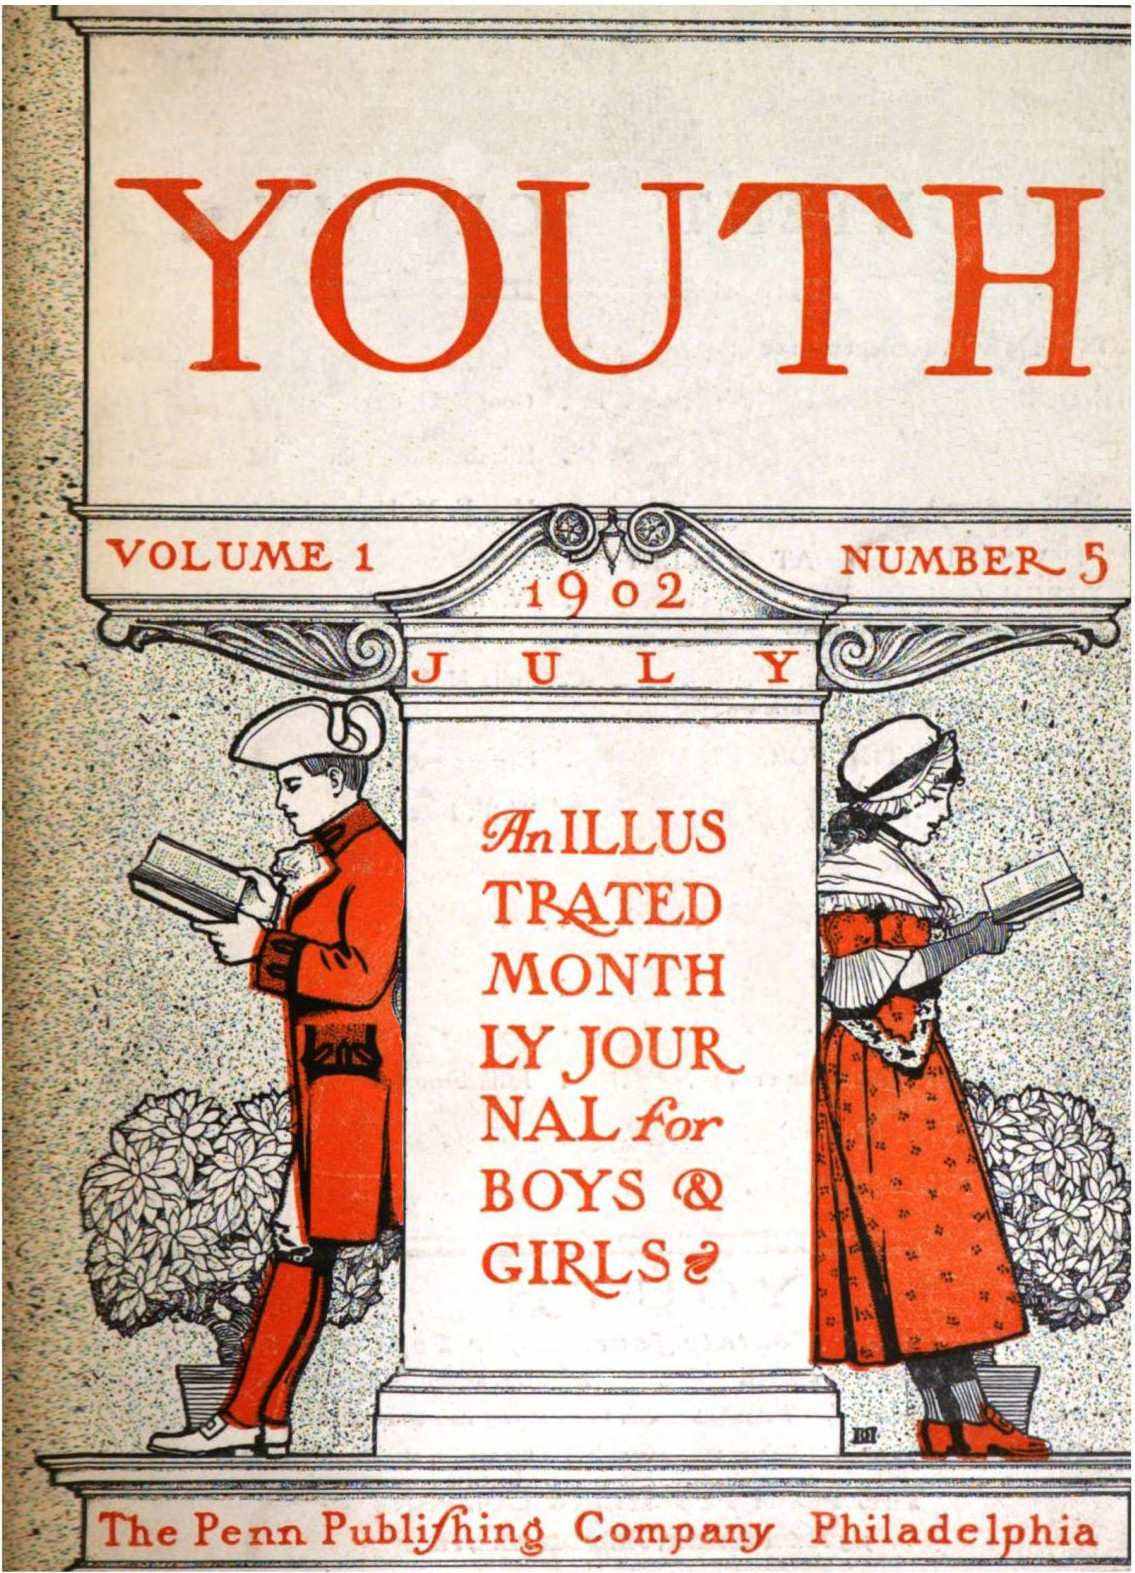 YOUTH
VOLUME 1 NUMBER 5
1902
JULY
An ILLUS
TRATED
MONTH
LY JOUR
NAL for
BOYS &
GIRLS
The Penn Publiſhing Company Philadelphia